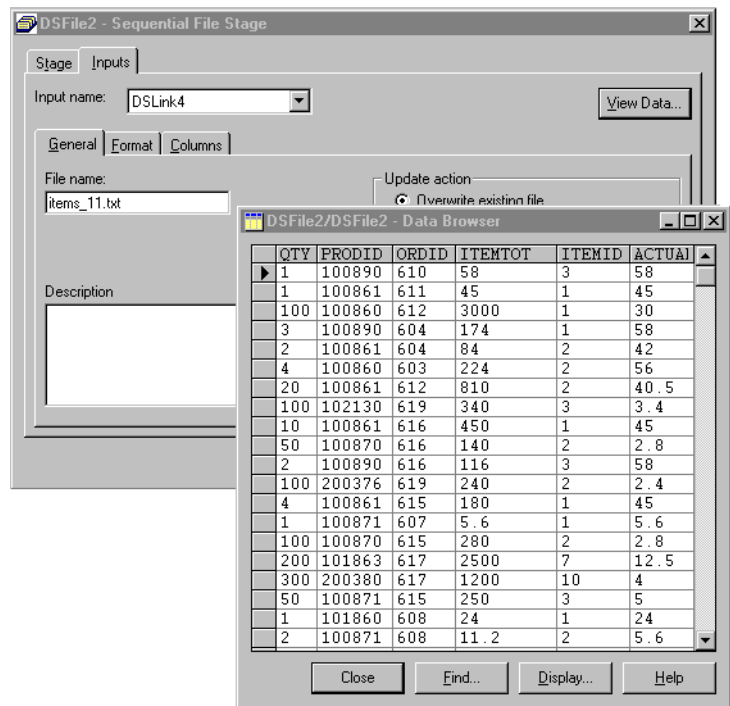 DSFile2 - Sequential File Stage
Stage Inputs
Input name: DSLink4 View Data...
General Format Columns
File name: Update action
items_11.txt Overwrite existing file
Description
DSFile2/DSFile2 - Data Browser
QTY PRODID ORDID ITEMTOT ITEMID ACTUAL
1 100890 610 58 3 58
1 100861 611 45 1 45
100 100860 612 3000 1 30
3 100890 604 174 1 58
2 100861 604 84 2 42
4 100860 603 224 2 56
20 100861 612 810 2 40.5
100 102130 619 340 3 3.4
10 100861 616 450 1 45
50 100870 616 140 2 2.8
2 100890 616 116 3 58
100 200376 619 240 2 2.4
4 100861 615 180 1 45
1 100871 607 5.6 1 5.6
100 100870 615 280 2 2.8
200 101863 617 2500 7 12.5
300 200380 617 1200 10 4
50 100871 615 250 3 5
1 101860 608 24 1 24
2 100871 608 11.2 2 5.6
Close Find... Display... Help